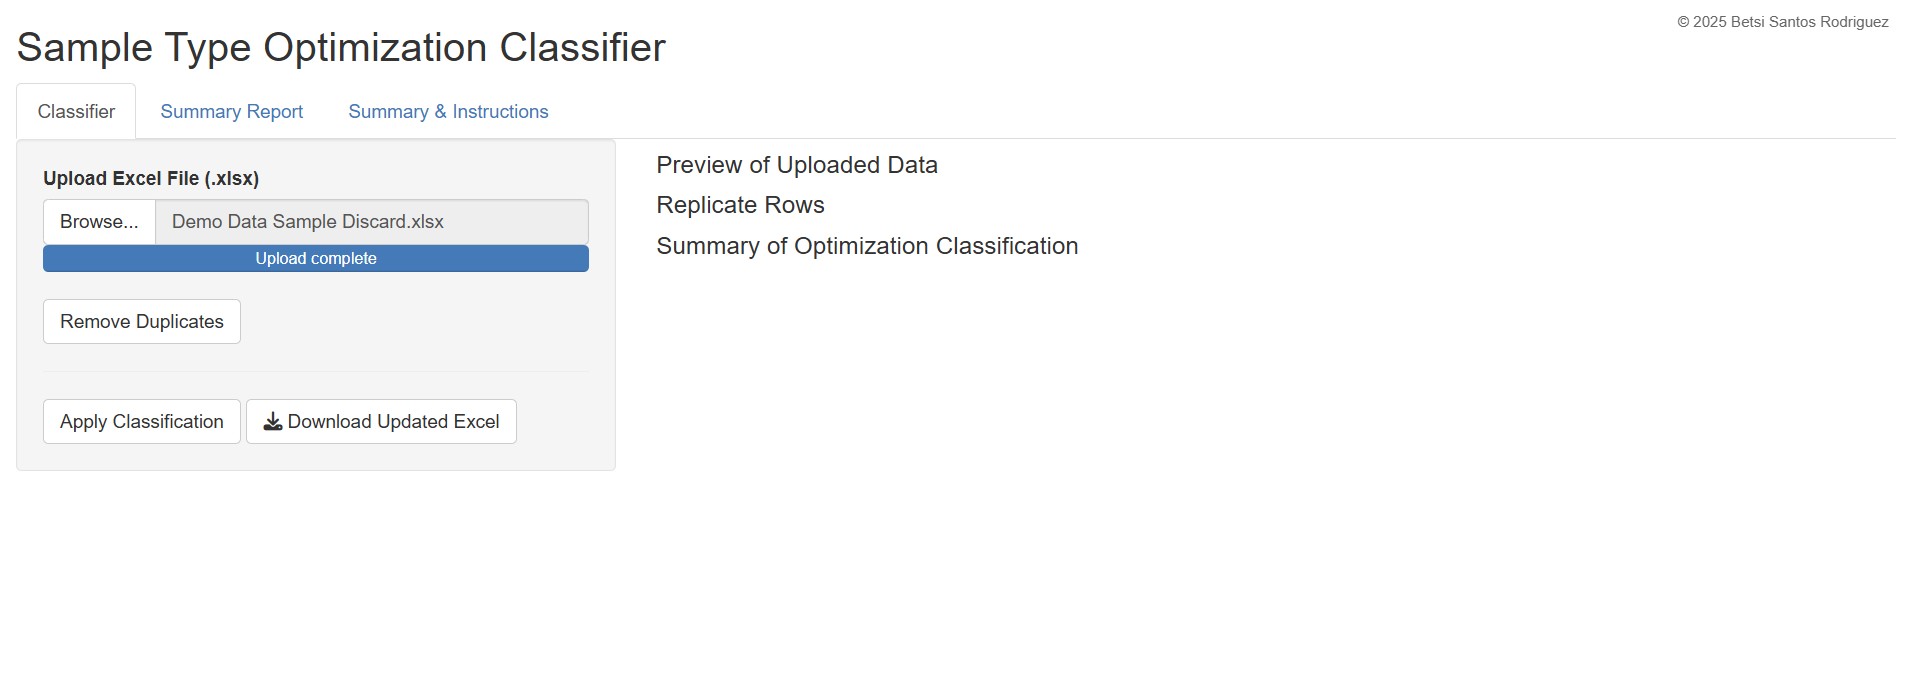 © 2025 Betsi Santos Rodriguez
Sample Type Optimization Classifier
Classifier Summary Report Summary & Instructions
Upload Excel File (.xlsx)
Browse... Demo Data Sample Discard.xlsx
Upload complete
Remove Duplicates
Apply Classification Download Updated Excel
Preview of Uploaded Data
Replicate Rows
Summary of Optimization Classification